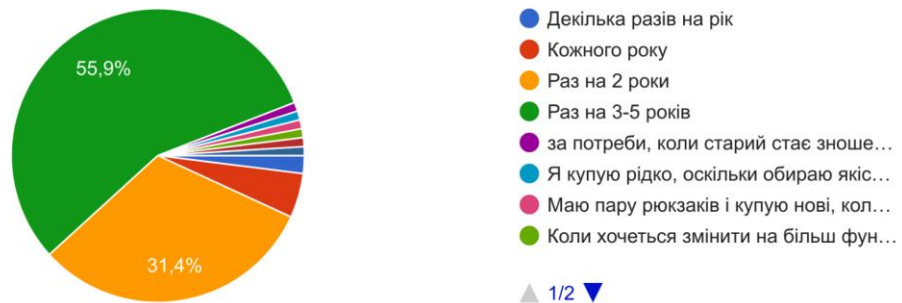 55,9%
31,4%
Декілька разів на рік
Кожного року
Раз на 2 роки
Раз на 3-5 років
за потреби, коли старий стає зноше...
Я купую рідко, оскільки обираю якіс...
Маю пару рюкзаків і купую нові, кол...
Коли хочеться змінити на більш фун...
1/2